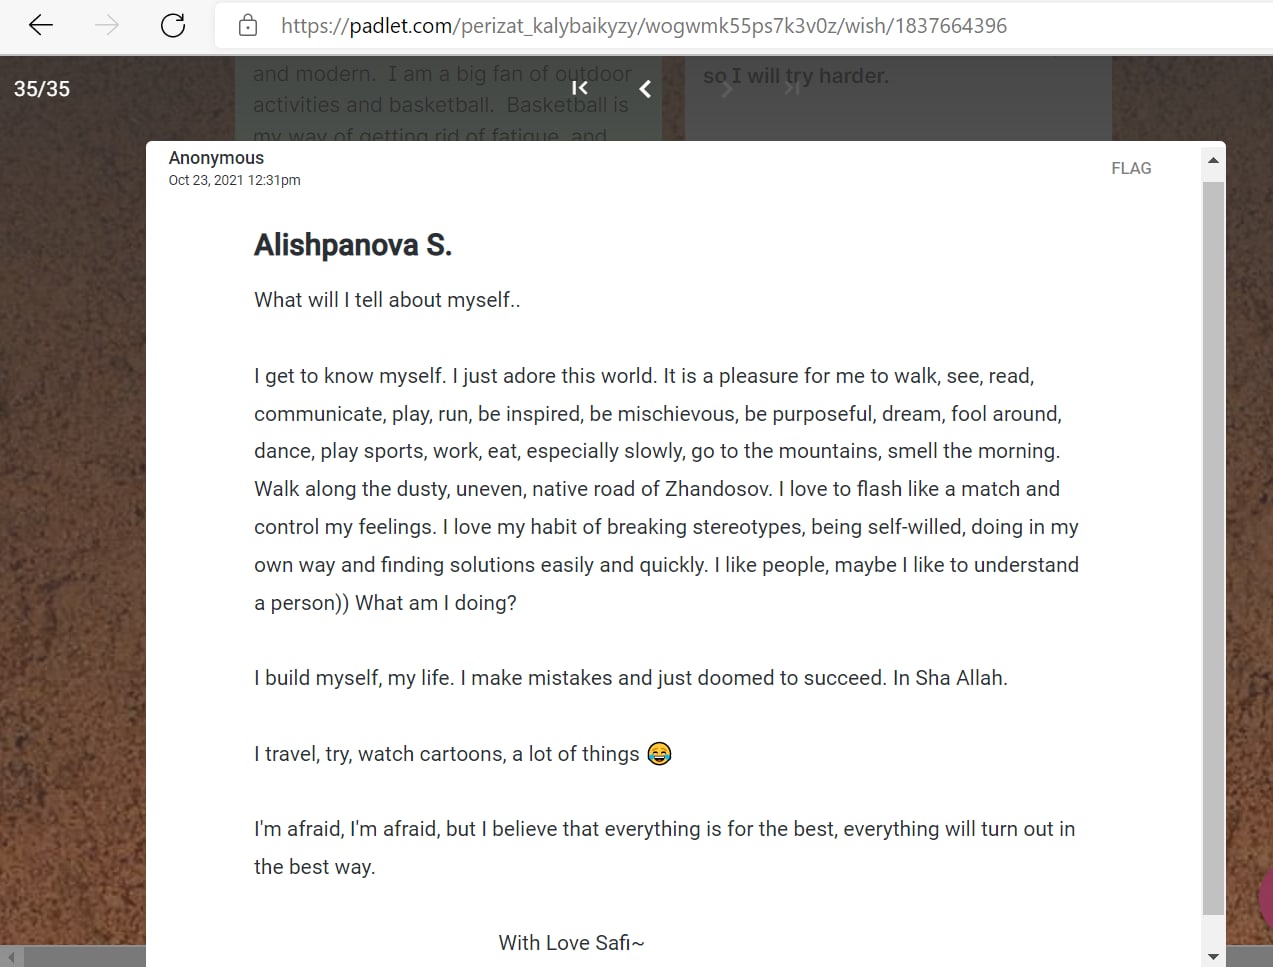 https://padlet.com/perizat_kalybaikyzy/wogwmk55ps7k3v0z/wish/1837664396
35/35
and modern. I am a big fan of outdoor
activities and basketball. Basketball is
my way of getting rid of fatigue, and
so I will try harder.
Anonymous
Oct 23, 2021 12:31pm
FLAG
Alishpanova S.
What will I tell about myself..
I get to know myself. I just adore this world. It is a pleasure for me to walk, see, read,
communicate, play, run, be inspired, be mischievous, be purposeful, dream, fool around,
dance, play sports, work, eat, especially slowly, go to the mountains, smell the morning.
Walk along the dusty, uneven, native road of Zhandosov. I love to flash like a match and
control my feelings. I love my habit of breaking stereotypes, being self-willed, doing in my
own way and finding solutions easily and quickly. I like people, maybe I like to understand
a person)) What am I doing?
I build myself, my life. I make mistakes and just doomed to succeed. In Sha Allah.
I travel, try, watch cartoons, a lot of things 😂
I'm afraid, I'm afraid, but I believe that everything is for the best, everything will turn out in
the best way.
With Love Safi~